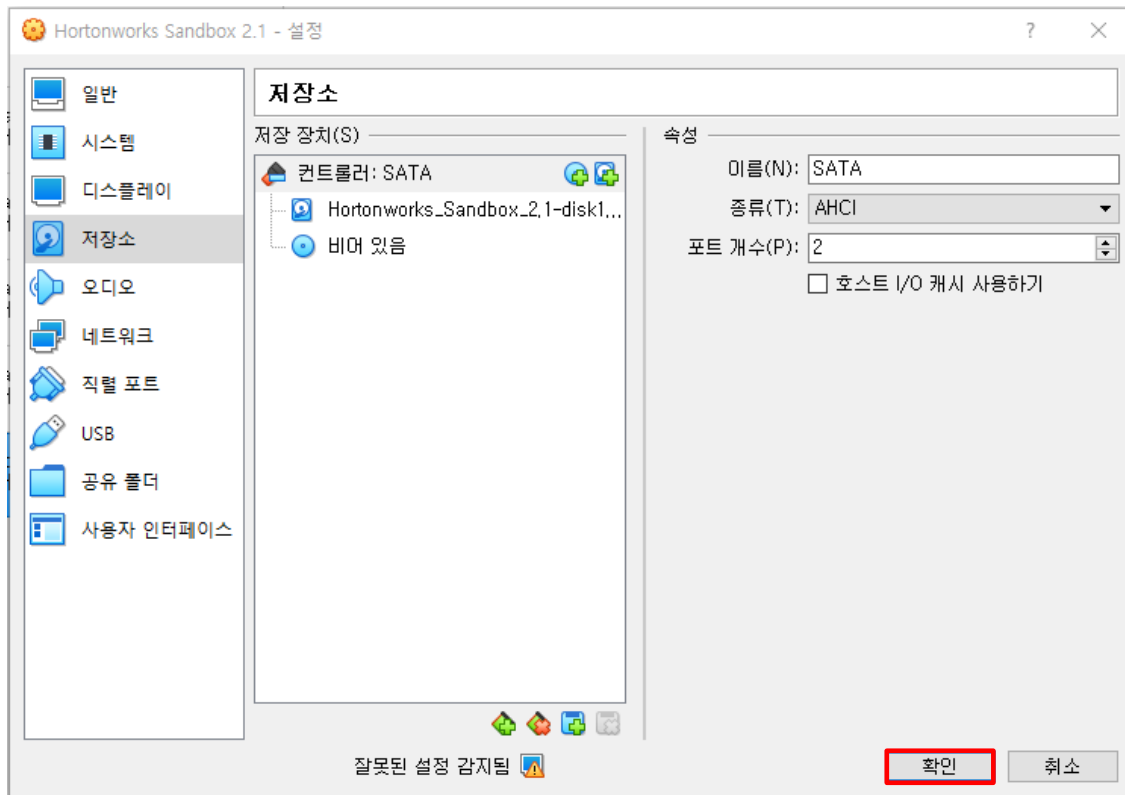 Hortonworks Sandbox 2.1 - 설정
?
일반
시스템
디스플레이
저장소
오디오
네트워크
직렬 포트
USB
공유 폴더
사용자 인터페이스
저장소
저장 장치(S)
컨트롤러: SATA
Hortonworks_Sandbox_2.1-disk1...
비어 있음
속성
이름(N): SATA
종류(T): AHCI
포트 개수(P): 2
호스트 I/O 캐시 사용하기
잘못된 설정 감지됨
확인
취소